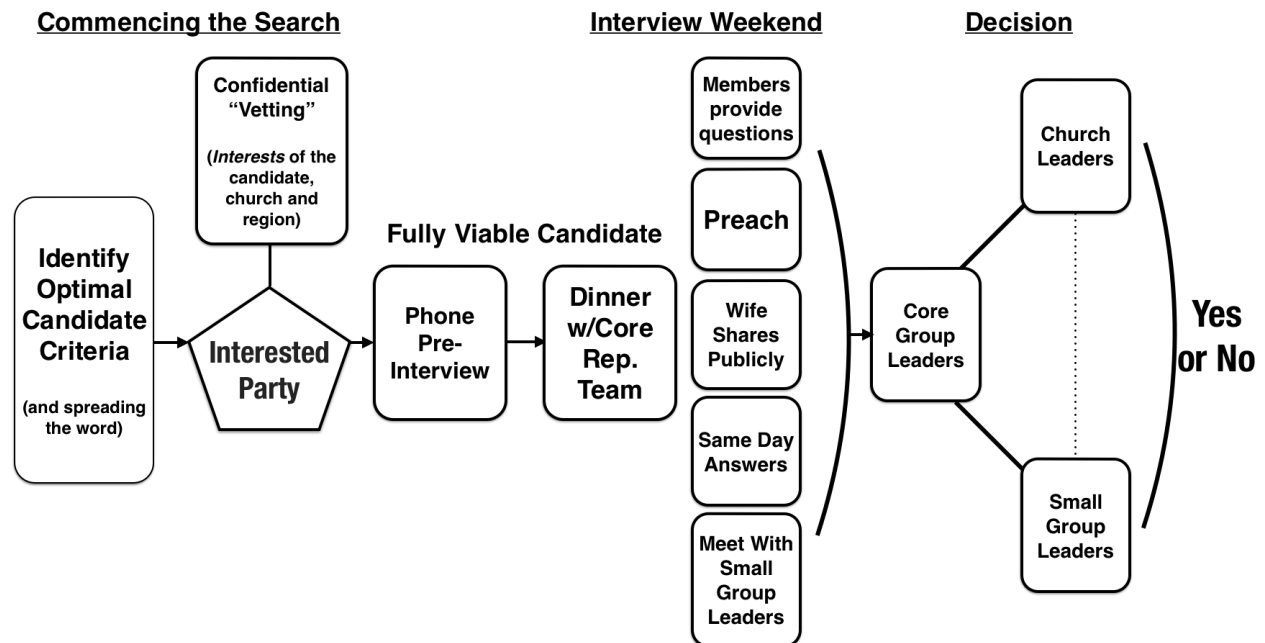 Commencing the Search
Interview Weekend
Decision
Confidential
“Vetting”
(Interests of the
candidate,
church and
region)
Identify
Optimal
Candidate
Criteria
(and spreading
the word)
Interested
Party
Fully Viable Candidate
Phone
Pre-
Interview
Dinner
w/Core
Rep.
Team
Members
provide
questions
Preach
Wife
Shares
Publicly
Same Day
Answers
Meet With
Small
Group
Leaders
Core
Group
Leaders
Church
Leaders
Small
Group
Leaders
Yes
or No